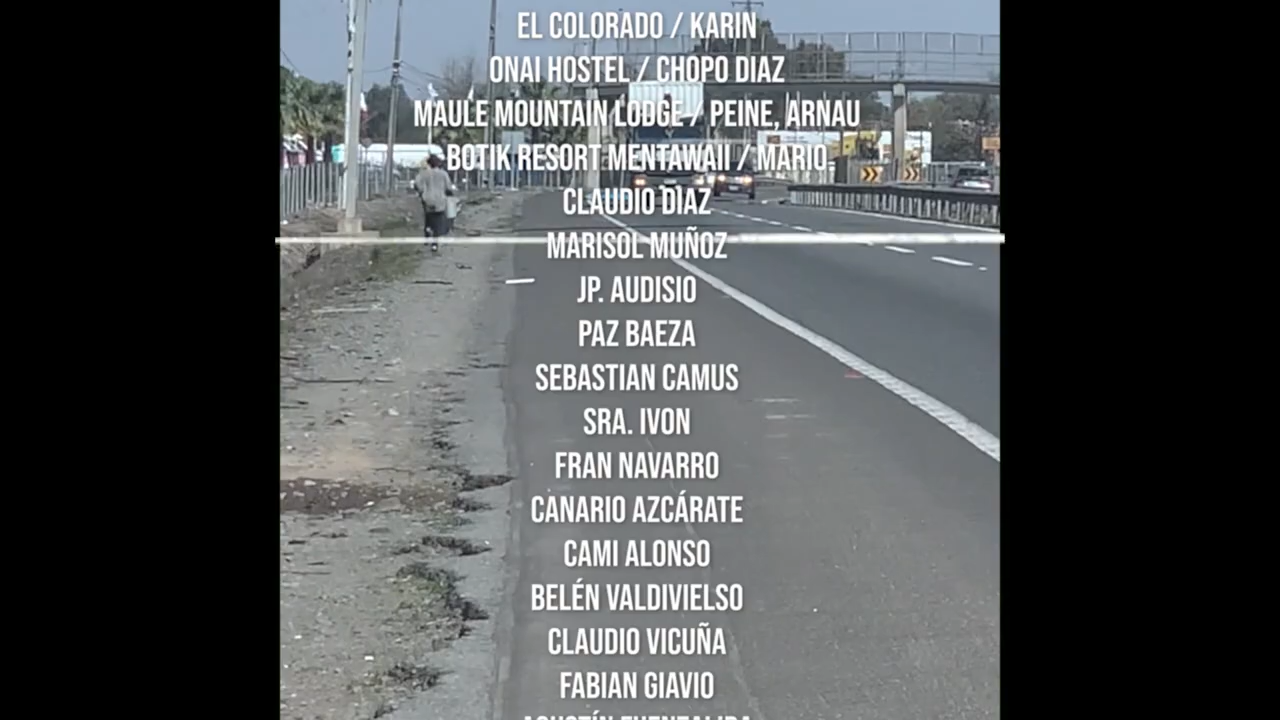 EL COLORADO / KARIN
ONAI HOSTEL / CHOPO DIAZ
MAULE MOUNTAIN LODGE / PEINE, ARNAU
BOTIK RESORT MENTAWAII / MARIO
CLAUDIO DIAZ
MARISOL MUÑOZ
JP. AUDISIO
PAZ BAEZA
SEBASTIAN CAMUS
SRA. IVON
FRAN NAVARRO
CANARIO AZCÁRATE
CAMI ALONSO
BELÉN VALDIVIELSO
CLAUDIO VICUÑA
FABIAN GIAVIO